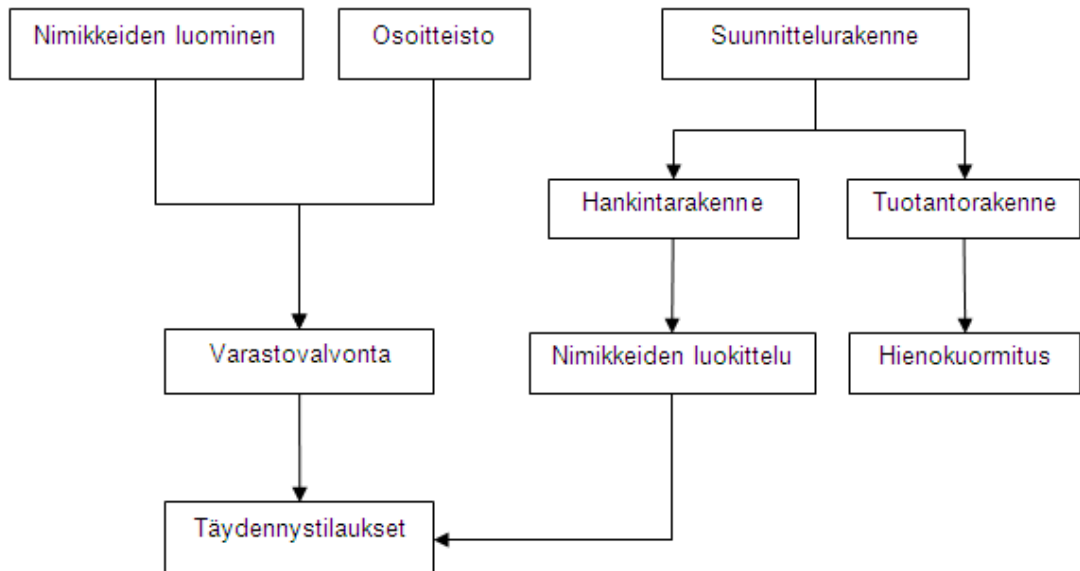 Nimikkeiden luominen
Osoitteisto
Suunnittelurakenne
Hankintarakenne
Tuotantorakenne
Varastovalvonta
Nimikkeiden luokittelu
Hienokuormitus
Täydennystilaukset